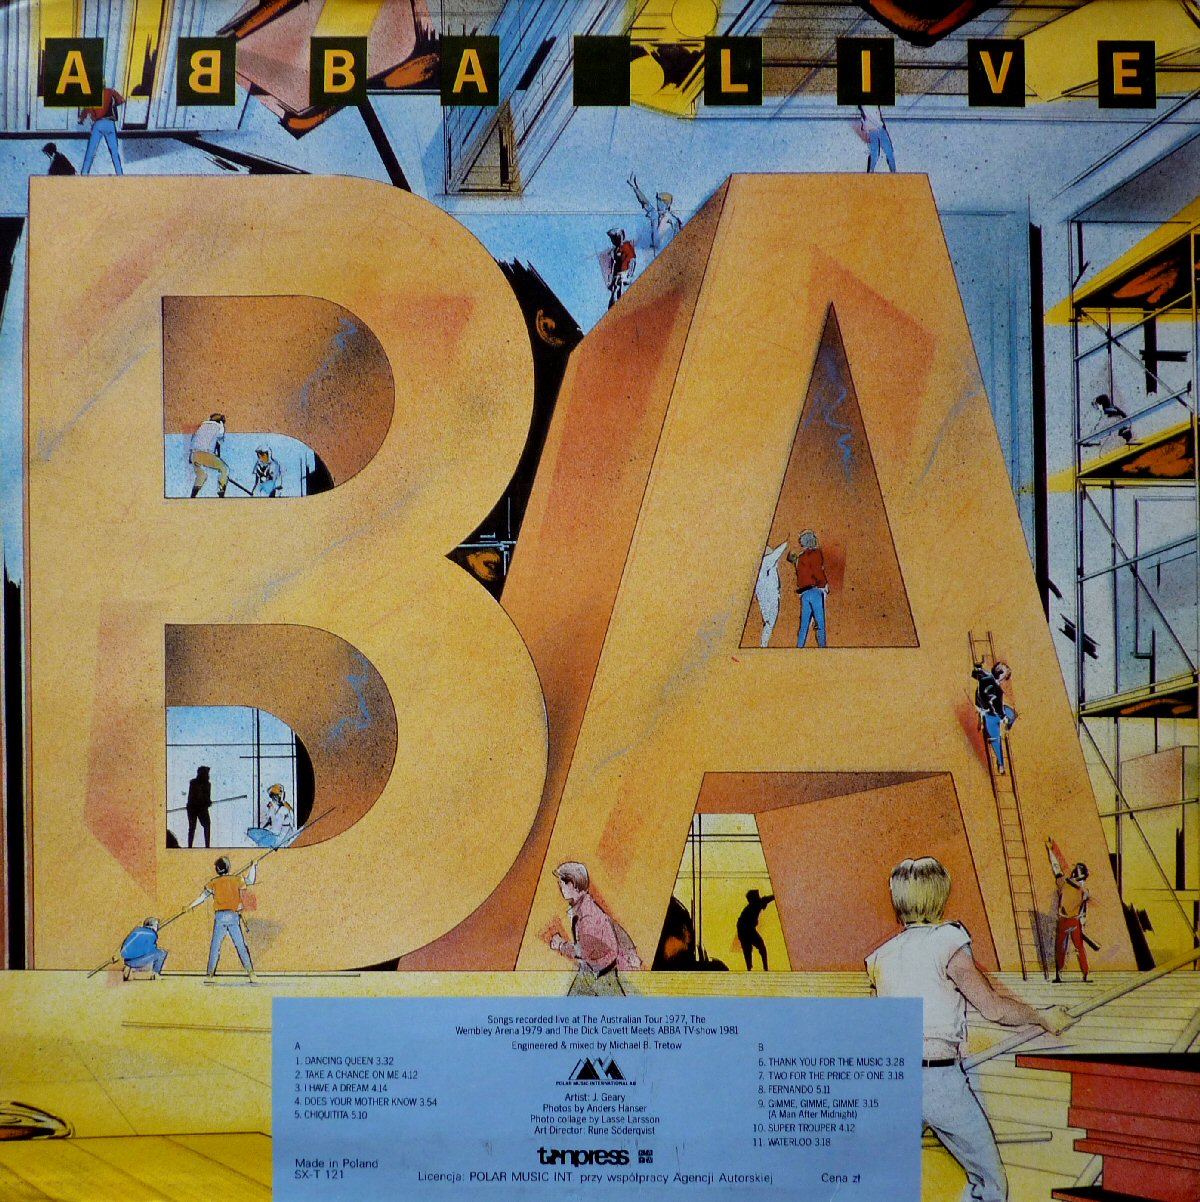 AᗺBA LIVE
BA
Songs recorded live at The Australian Tour 1977, The
Wembley Arena 1979 and The Dick Cavett Meets ABBA TV-show 1981
Engineered & mixed by Michael B. Tretow
A
1. DANCING QUEEN 3.32
2. TAKE A CHANCE ON ME 4.12
3. I HAVE A DREAM 4.14
4. DOES YOUR MOTHER KNOW 3.54
5. CHIQUITITA 5.10
POLAR MUSIC INTERNATIONAL AB
Artist: J. Geary
Photos by Anders Hanser
Photo collage by Lasse Larsson
Art Director: Rune Söderqvist
tonpress
B
6. THANK YOU FOR THE MUSIC 3.28
7. TWO FOR THE PRICE OF ONE 3.18
8. FERNANDO 5.11
9. GIMME, GIMME, GIMME 3.15
(A Man After Midnight)
10. SUPER TROUPER 4.12
11. WATERLOO 3.18
Made in Poland
SX-T 121
Licencja: POLAR MUSIC INT. przy współpracy Agencji Autorskiej
Cena zł